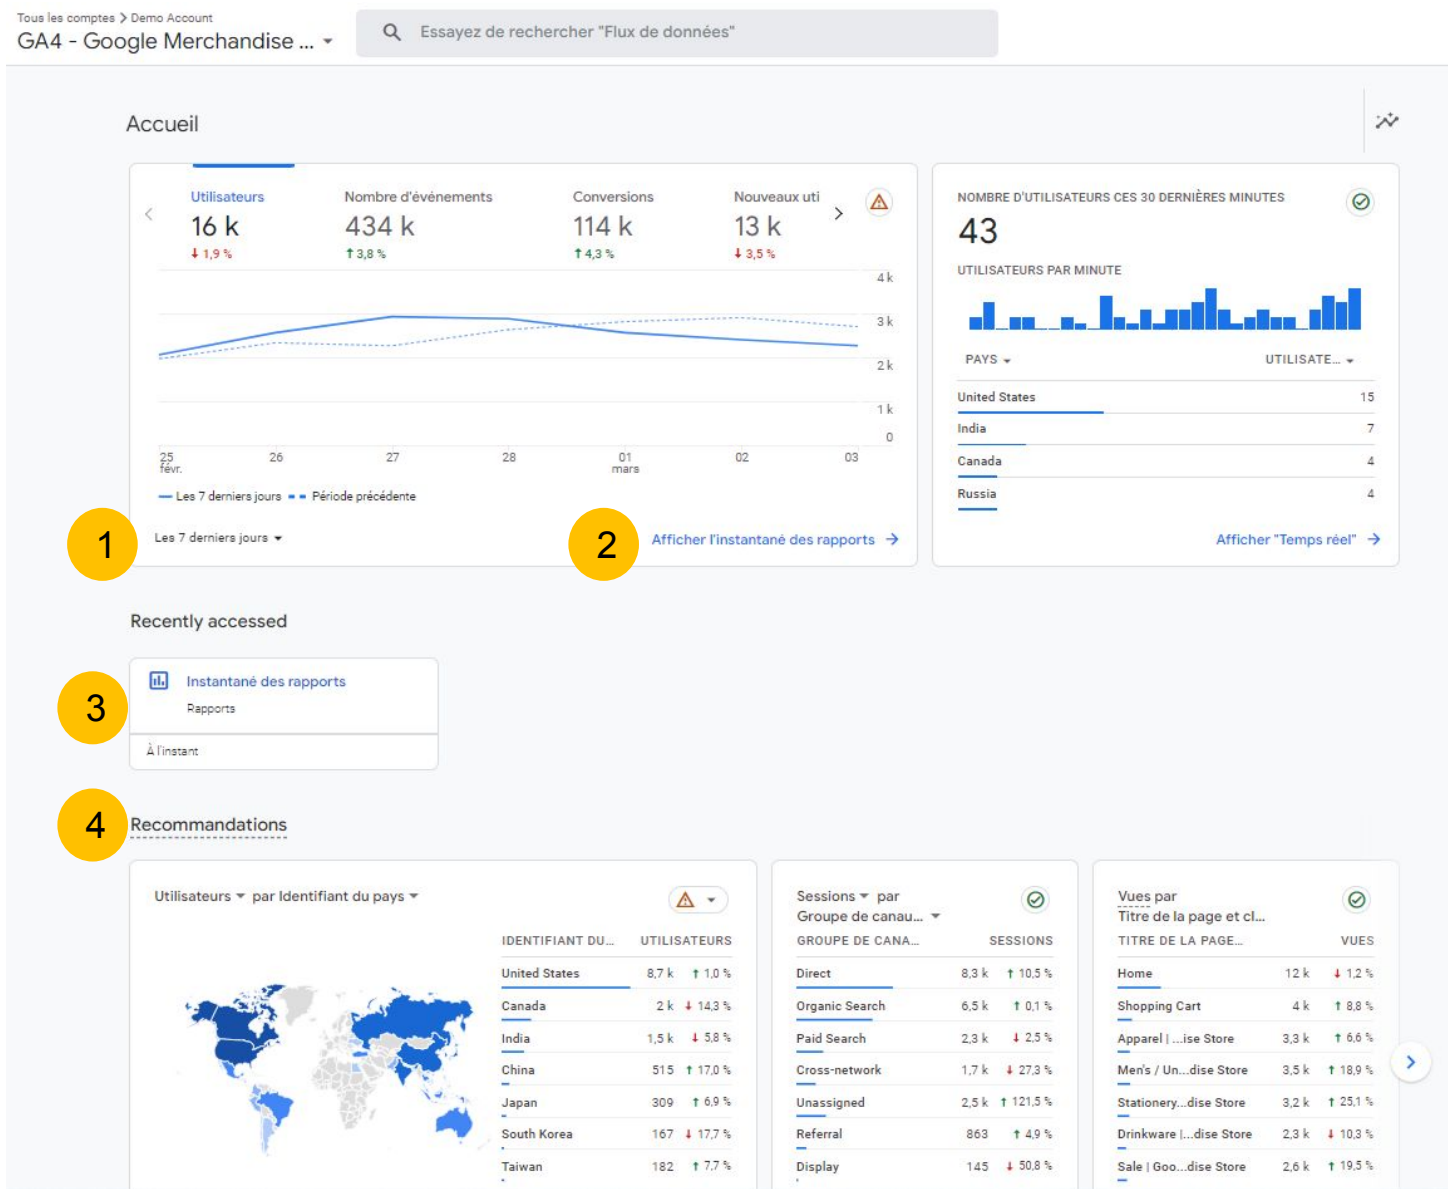 Tous les comptes > Demo Account
GA4 - Google Merchandise ...
Essayez de rechercher "Flux de données"
Accueil
Utilisateurs
16 k
↓ 1,9 %
Nombre d'événements
434 k
↑ 3,8 %
Conversions
114 k
↑ 4,3 %
Nouveaux uti
13 k
↓ 3,5 %
4 k
3 k
2 k
1 k
0
25
févr.
26
27
28
01
mars
02
03
Les 7 derniers jours
Période précédente
1
Les 7 derniers jours
2
Afficher l'instantané des rapports →
NOMBRE D'UTILISATEURS CES 30 DERNIÈRES MINUTES
43
UTILISATEURS PAR MINUTE
PAYS UTILISATE...
United States 15
India 7
Canada 4
Russia 4
Afficher "Temps réel" →
Recently accessed
3
Instantané des rapports
Rapports
À l'instant
4
Recommandations
Utilisateurs par Identifiant du pays
IDENTIFIANT DU... UTILISATEURS
United States 8,7 k ↑ 1,0 %
Canada 2 k ↓ 14,3 %
India 1,5 k ↓ 5,8 %
China 515 ↑ 17,0 %
Japan 309 ↑ 6,9 %
South Korea 167 ↓ 17,7 %
Taiwan 182 ↑ 7,7 %
Sessions par
Groupe de canau...
GROUPE DE CANA... SESSIONS
Direct 8,3 k ↑ 10,5 %
Organic Search 6,5 k ↑ 0,1 %
Paid Search 2,3 k ↓ 2,5 %
Cross-network 1,7 k ↓ 27,3 %
Unassigned 2,5 k ↑ 121,5 %
Referral 863 ↑ 4,9 %
Display 145 ↓ 50,8 %
Vues par
Titre de la page et cl...
TITRE DE LA PAGE... VUES
Home 12 k ↓ 1,2 %
Shopping Cart 4 k ↑ 8,8 %
Apparel | ...ise Store 3,3 k ↑ 6,6 %
Men's / Un...dise Store 3,5 k ↑ 18,9 %
Stationery...dise Store 3,2 k ↑ 25,1 %
Drinkware |...dise Store 2,3 k ↓ 10,3 %
Sale | Goo...dise Store 2,6 k ↑ 19,5 %